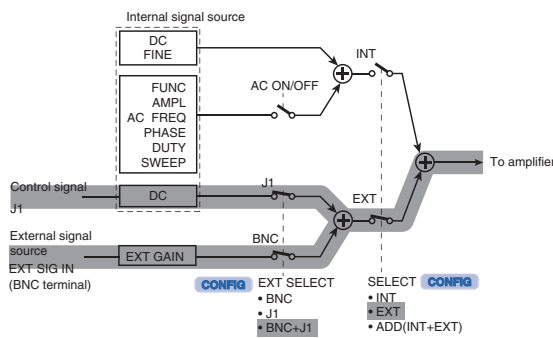 Internal signal source
DC
FINE
INT
FUNC
AMPL
AC FREQ
PHASE
DUTY
SWEEP
AC ON/OFF
To amplifier
Control signal
J1
DC
J1
EXT
External signal
source
EXT SIG IN
(BNC terminal)
EXT GAIN
BNC
CONFIG EXT SELECT
• BNC
• J1
• BNC+J1
SELECT CONFIG
• INT
• EXT
• ADD(INT+EXT)